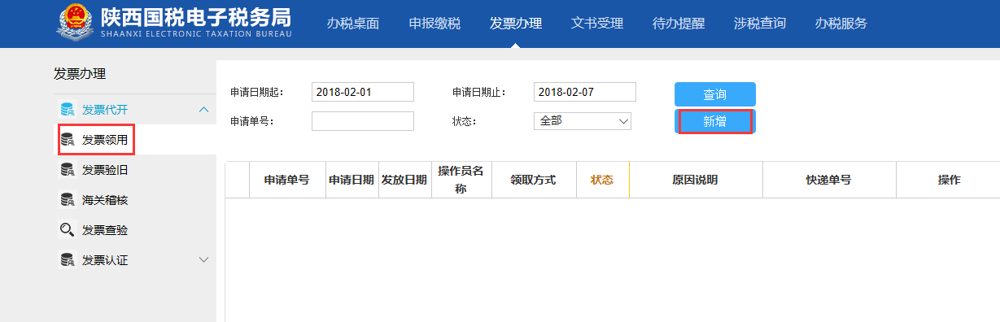 陕西国税电子税务局
SHAANXI ELECTRONIC TAXATION BUREAU
办税桌面 申报缴税 发票办理 文书受理 待办提醒 涉税查询 办税服务
发票办理
发票代开
发票领用
发票验旧
海关稽核
发票查验
发票认证
申请日期起: 2018-02-01 申请日期止: 2018-02-07 查询
申请单号: 状态: 全部 新增
申请单号 申请日期 发放日期 操作员名称 领取方式 状态 原因说明 快递单号 操作